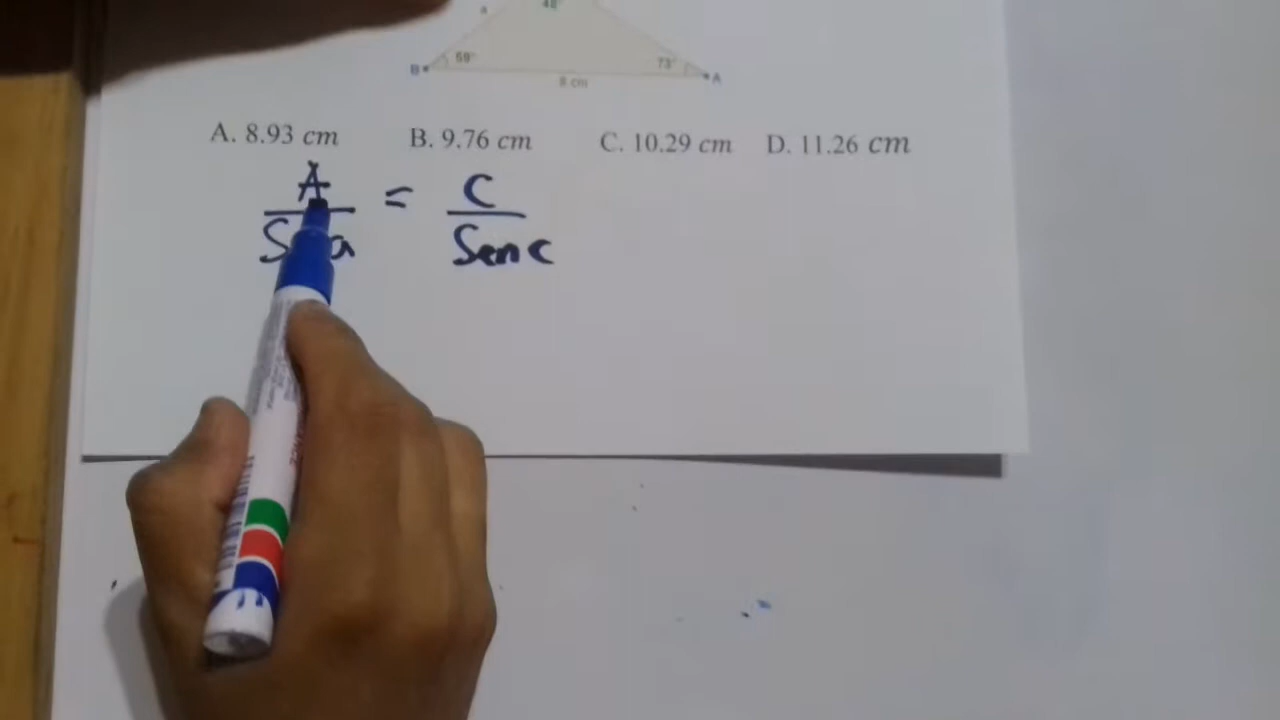 a
48°
59°
73°
B
A
8 cm
A. 8.93 cm B. 9.76 cm C. 10.29 cm D. 11.26 cm
A = C
a Sen c